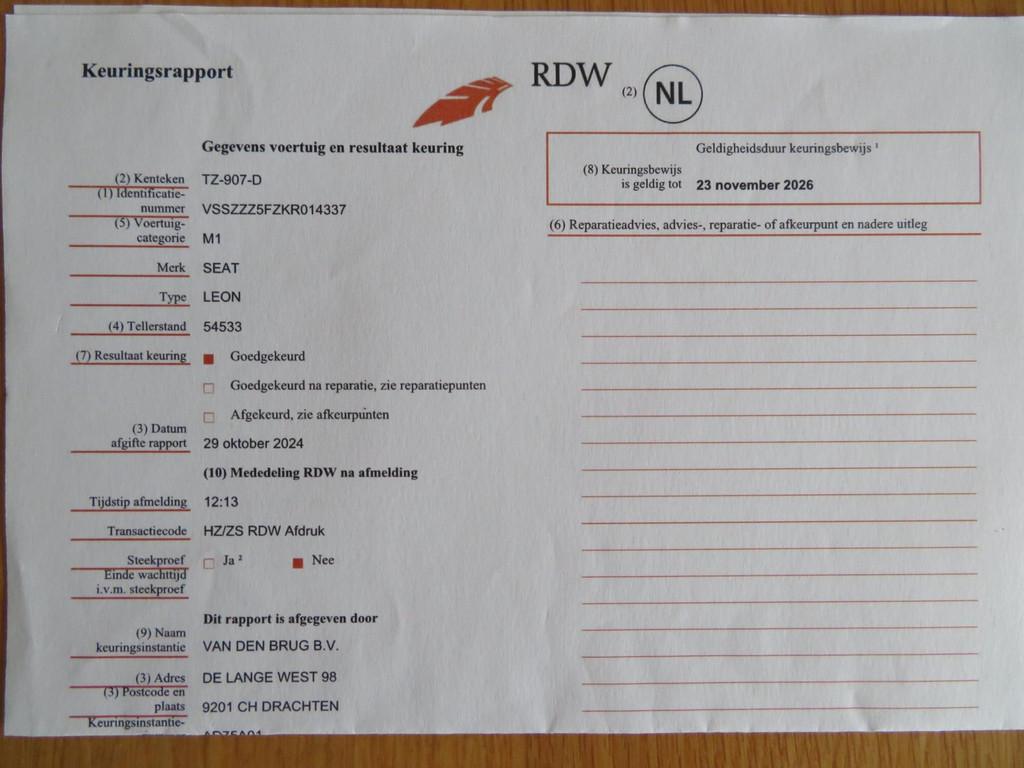 Keuringsrapport
RDW
(2) NL
Gegevens voertuig en resultaat keuring
(2) Kenteken TZ-907-D
(1) Identificatie-
nummer VSSZZZ5FZKR014337
(5) Voertuig-
categorie M1
Merk SEAT
Type LEON
(4) Tellerstand 54533
(7) Resultaat keuring Goedgekeurd
Goedgekeurd na reparatie, zie reparatiepunten
Afgekeurd, zie afkeurpunten
(3) Datum
afgifte rapport 29 oktober 2024
(10) Mededeling RDW na afmelding
Tijdstip afmelding 12:13
Transactiecode HZ/ZS RDW Afdruk
Steekproef Ja ² Nee
Einde wachttijd
i.v.m. steekproef
Dit rapport is afgegeven door
(9) Naam
keuringsinstantie VAN DEN BRUG B.V.
(3) Adres DE LANGE WEST 98
(3) Postcode en
plaats 9201 CH DRACHTEN
Keuringsinstantie-
Geldigheidsduur keuringsbewijs ¹
(8) Keuringsbewijs
is geldig tot 23 november 2026
(6) Reparatieadvies, advies-, reparatie- of afkeurpunt en nadere uitleg